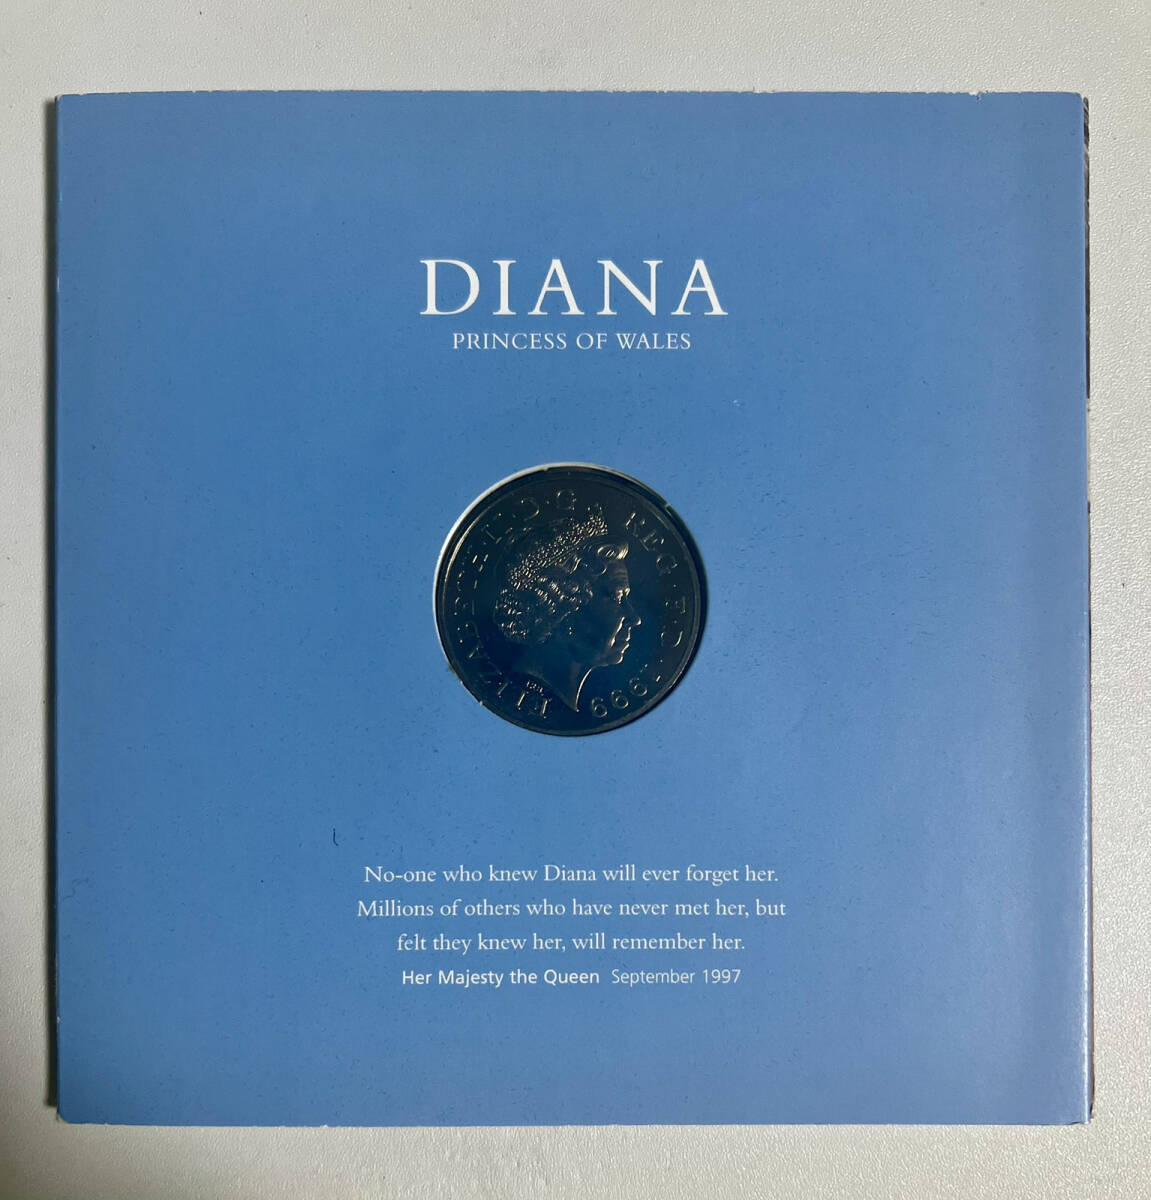 DIANA
PRINCESS OF WALES
ELIZABETH II · D · G · REG · F · D · 1999
No-one who knew Diana will ever forget her.
Millions of others who have never met her, but
felt they knew her, will remember her.
Her Majesty the Queen September 1997